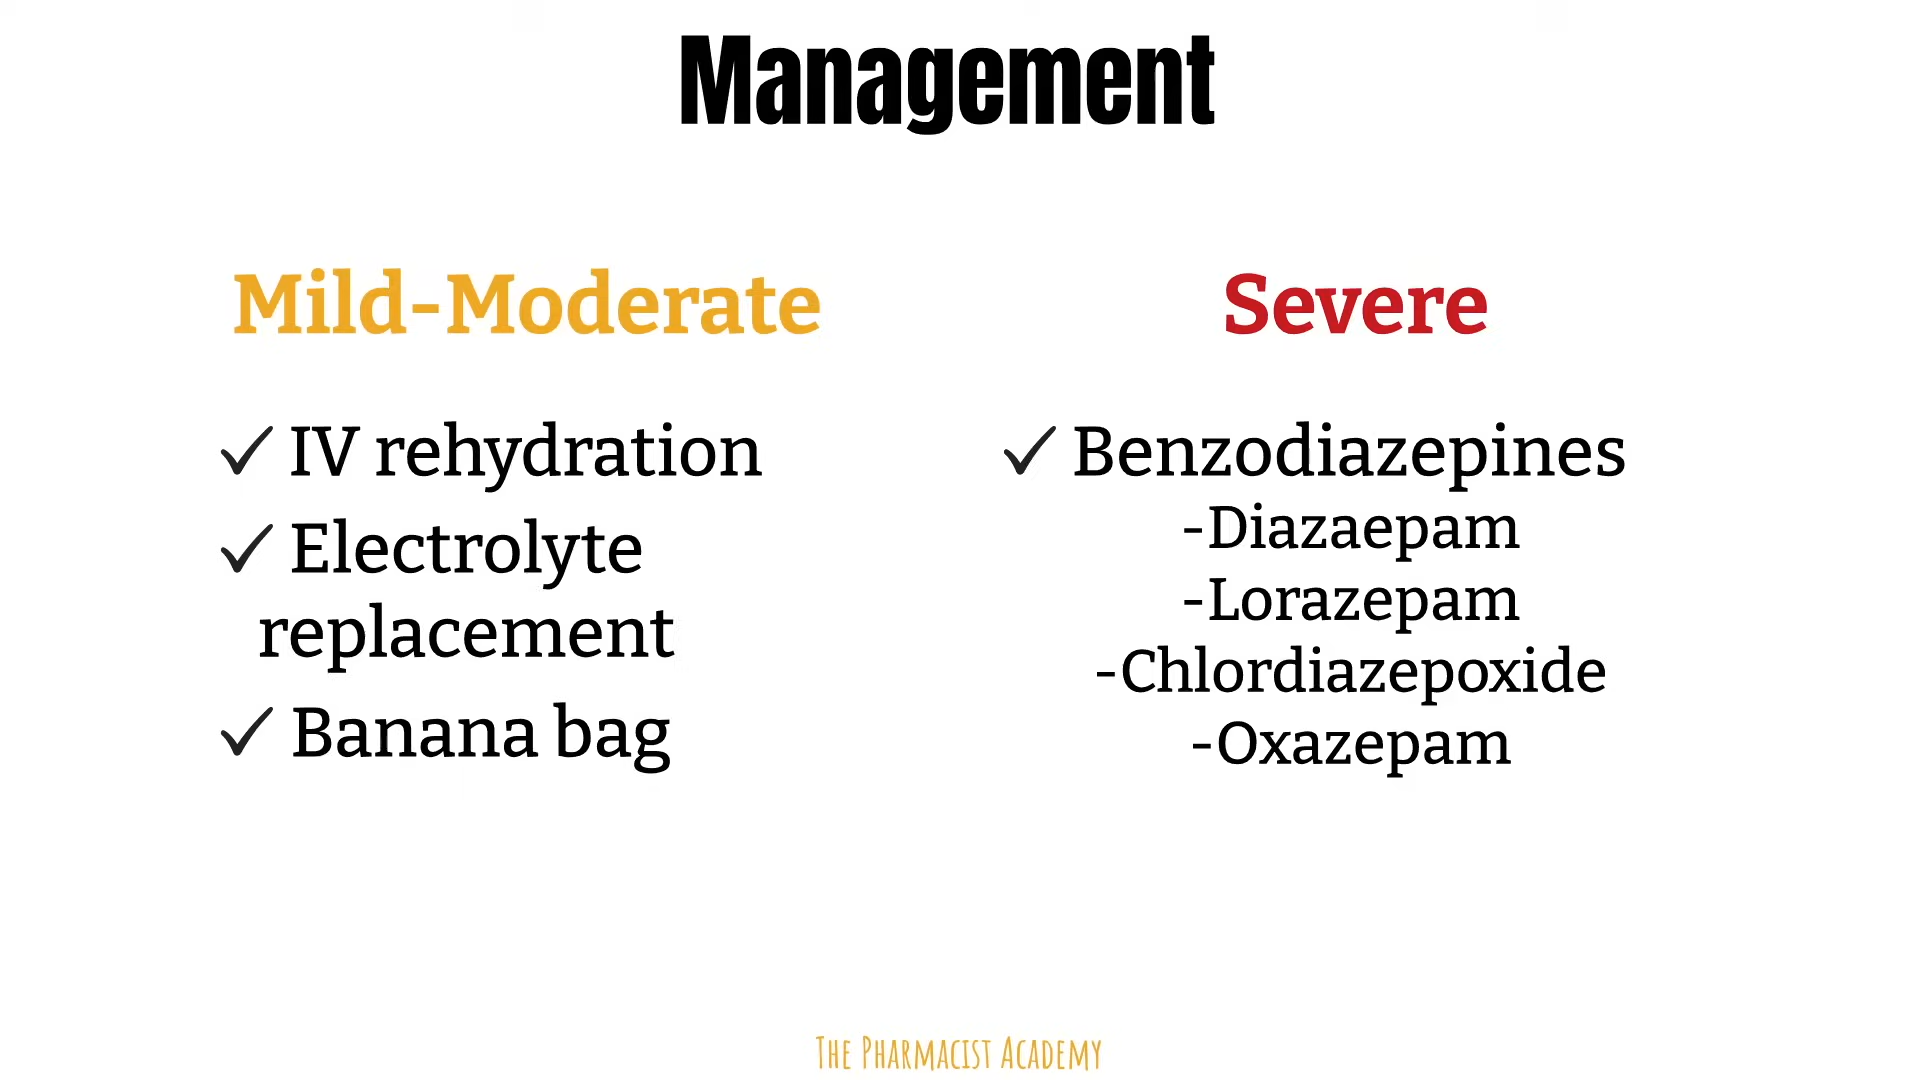 Management
Mild-Moderate
✓ IV rehydration
✓ Electrolyte
replacement
✓ Banana bag
Severe
✓ Benzodiazepines
-Diazaepam
-Lorazepam
-Chlordiazepoxide
-Oxazepam
The Pharmacist Academy